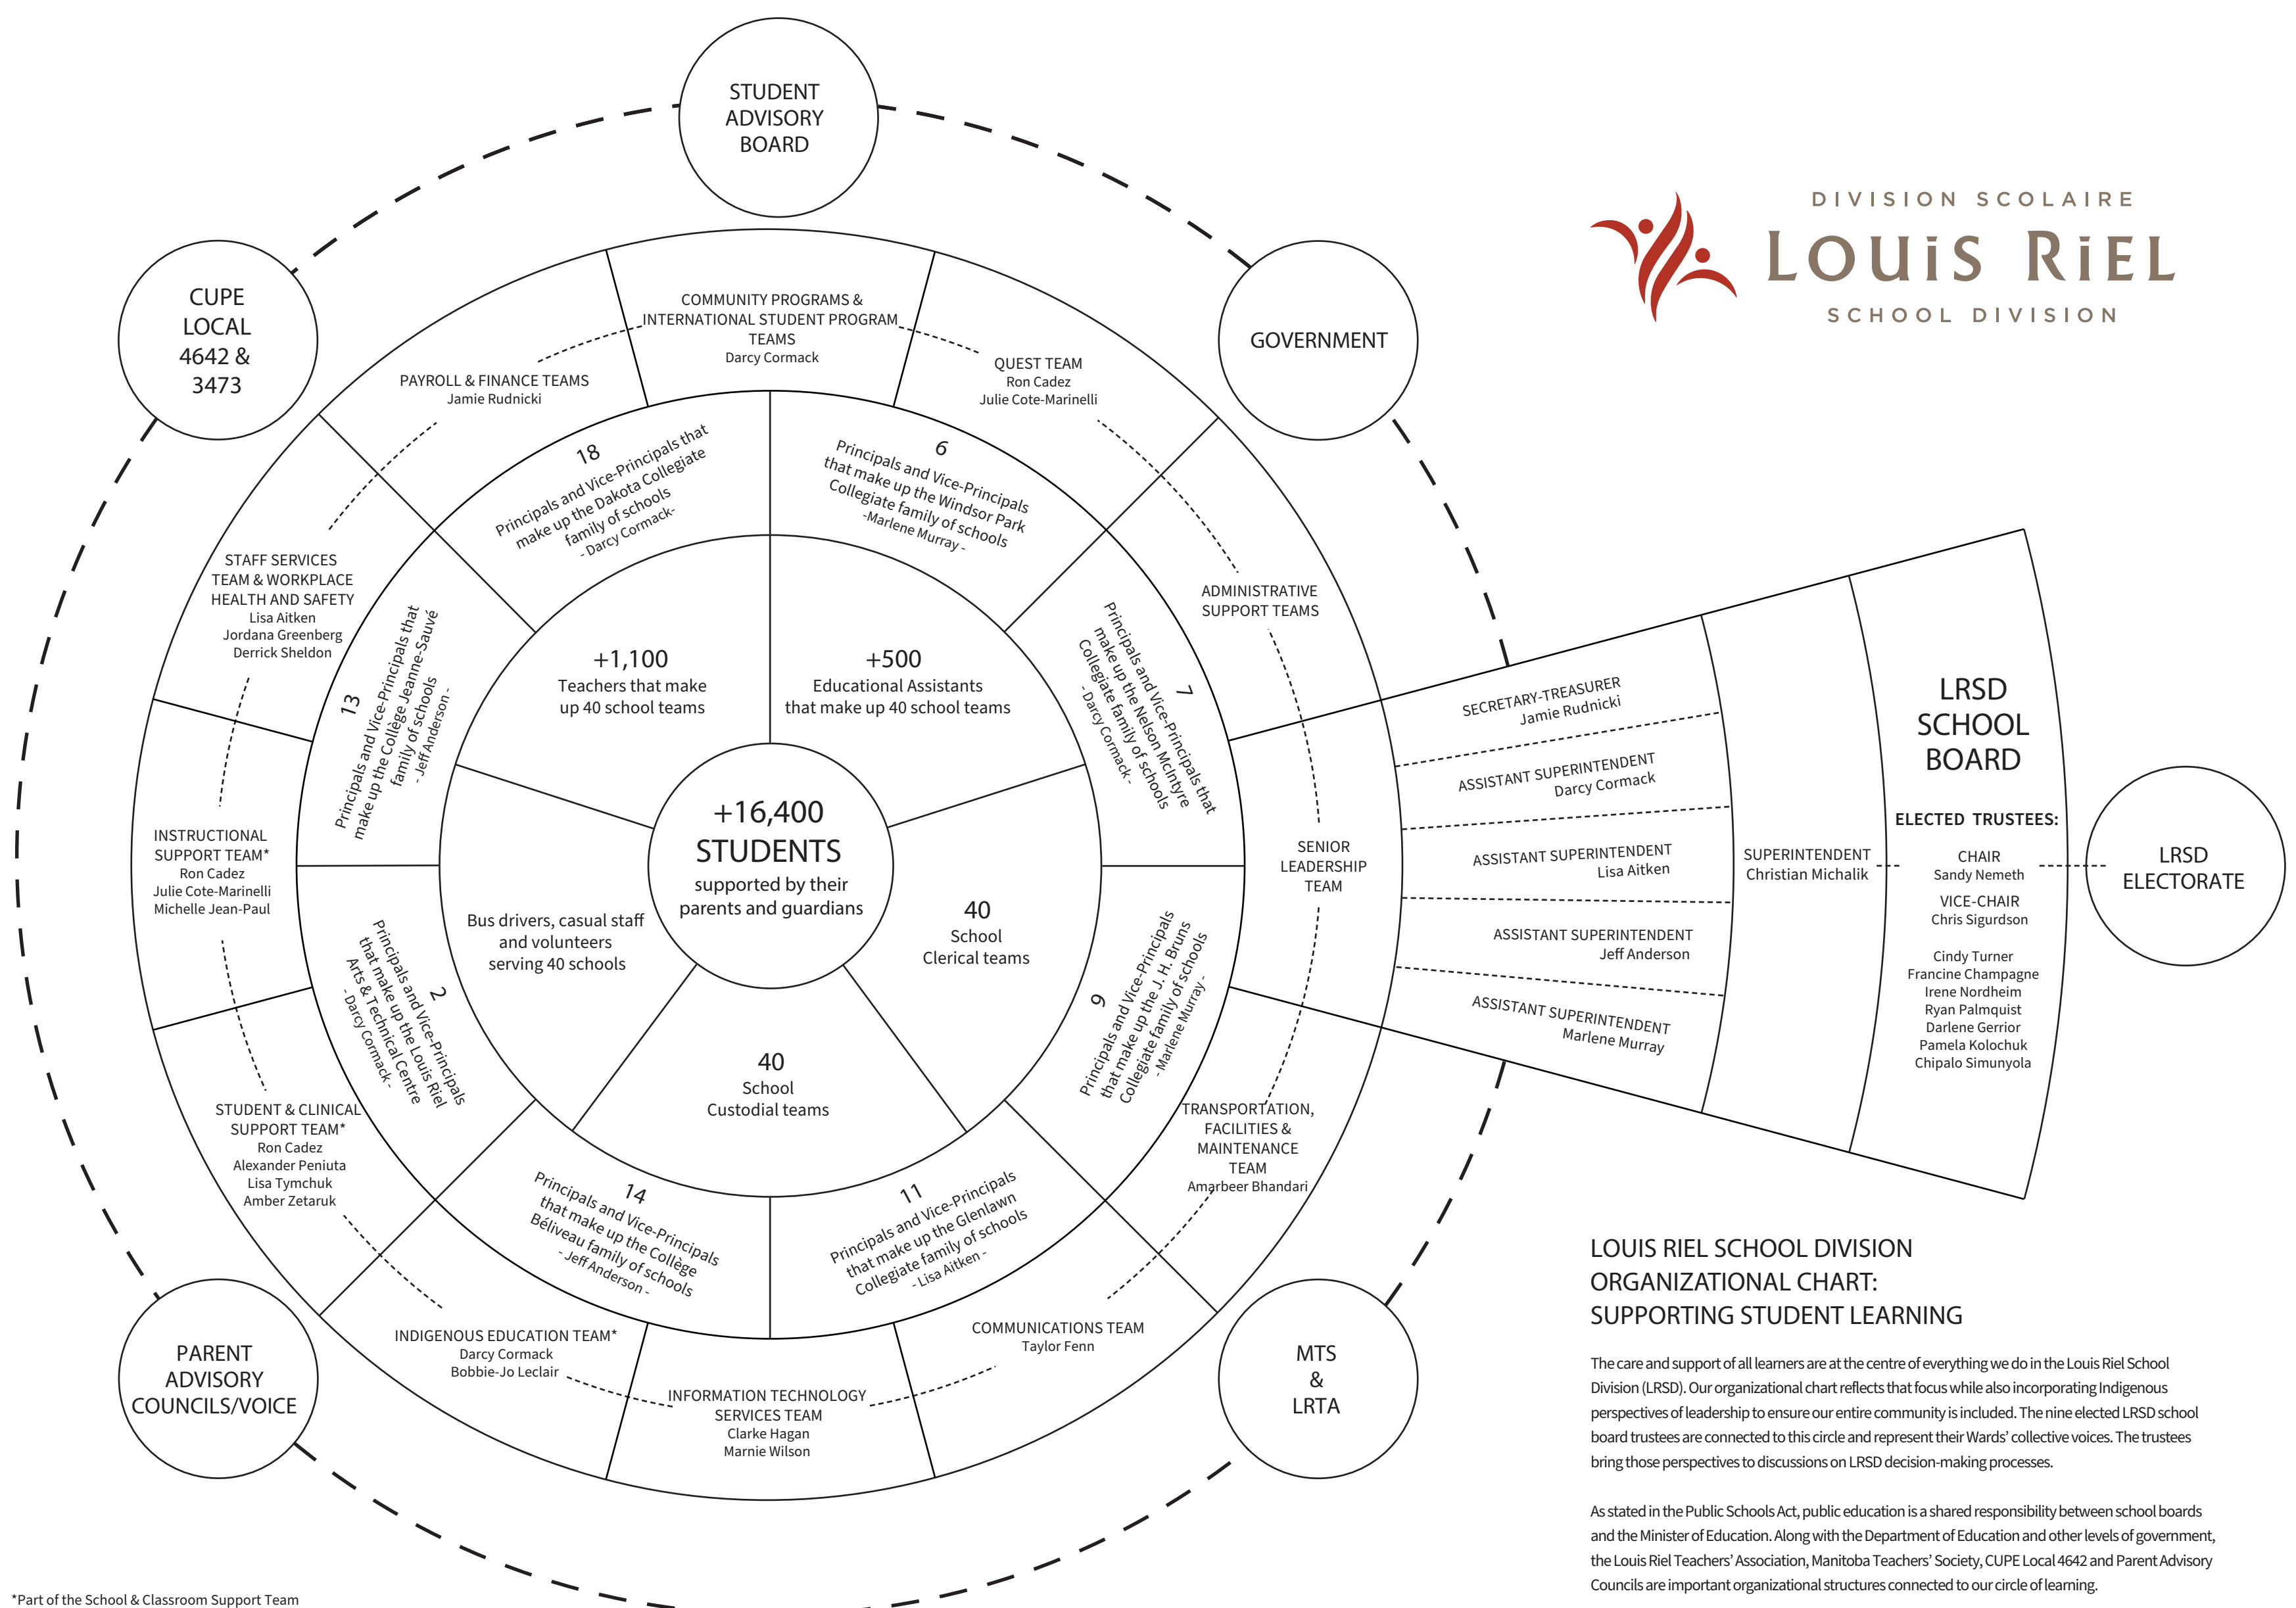 STUDENT
ADVISORY
BOARD
CUPE
LOCAL
4642 &
3473
GOVERNMENT
DIVISION SCOLAIRE
LOUiS RiEL
SCHOOL DIVISION
COMMUNITY PROGRAMS &
INTERNATIONAL STUDENT PROGRAM
TEAMS
Darcy Cormack
QUEST TEAM
Ron Cadez
Julie Cote-Marinelli
PAYROLL & FINANCE TEAMS
Jamie Rudnicki
STAFF SERVICES
TEAM & WORKPLACE
HEALTH AND SAFETY
Lisa Aitken
Jordana Greenberg
Derrick Sheldon
ADMINISTRATIVE
SUPPORT TEAMS
18
Principals and Vice-Principals that
make up the Dakota Collegiate
family of schools
- Darcy Cormack-
6
Principals and Vice-Principals
that make up the Windsor Park
Collegiate family of schools
-Marlene Murray -
13
Principals and Vice-Principals that
make up the Collège Jeanne-Sauvé
family of schools
- Jeff Anderson -
7
Principals and Vice-Principals that
make up the Nelson McIntyre
Collegiate family of schools
- Darcy Cormack -
+1,100
Teachers that make
up 40 school teams
+500
Educational Assistants
that make up 40 school teams
+16,400
STUDENTS
supported by their
parents and guardians
Bus drivers, casual staff
and volunteers
serving 40 schools
40
School
Clerical teams
40
School
Custodial teams
INSTRUCTIONAL
SUPPORT TEAM*
Ron Cadez
Julie Cote-Marinelli
Michelle Jean-Paul
SENIOR
LEADERSHIP
TEAM
SECRETARY-TREASURER
Jamie Rudnicki
ASSISTANT SUPERINTENDENT
Darcy Cormack
ASSISTANT SUPERINTENDENT
Lisa Aitken
ASSISTANT SUPERINTENDENT
Jeff Anderson
ASSISTANT SUPERINTENDENT
Marlene Murray
SUPERINTENDENT
Christian Michalik
LRSD
SCHOOL
BOARD
ELECTED TRUSTEES:
CHAIR
Sandy Nemeth
VICE-CHAIR
Chris Sigurdson
Cindy Turner
Francine Champagne
Irene Nordheim
Ryan Palmquist
Darlene Gerrior
Pamela Kolochuk
Chipalo Simunyola
LRSD
ELECTORATE
2
Principals and Vice-Principals
that make up the Louis Riel
Arts & Technical Centre
- Darcy Cormack -
9
Principals and Vice-Principals
that make up the J. H. Bruns
Collegiate family of schools
- Marlene Murray -
14
Principals and Vice-Principals
that make up the Collège
Béliveau family of schools
- Jeff Anderson -
11
Principals and Vice-Principals
that make up the Glenlawn
Collegiate family of schools
- Lisa Aitken -
STUDENT & CLINICAL
SUPPORT TEAM*
Ron Cadez
Alexander Peniuta
Lisa Tymchuk
Amber Zetaruk
TRANSPORTATION,
FACILITIES &
MAINTENANCE
TEAM
Amarbeer Bhandari
INDIGENOUS EDUCATION TEAM*
Darcy Cormack
Bobbie-Jo Leclair
INFORMATION TECHNOLOGY
SERVICES TEAM
Clarke Hagan
Marnie Wilson
COMMUNICATIONS TEAM
Taylor Fenn
PARENT
ADVISORY
COUNCILS/VOICE
MTS
&
LRTA
LOUIS RIEL SCHOOL DIVISION
ORGANIZATIONAL CHART:
SUPPORTING STUDENT LEARNING
The care and support of all learners are at the centre of everything we do in the Louis Riel School
Division (LRSD). Our organizational chart reflects that focus while also incorporating Indigenous
perspectives of leadership to ensure our entire community is included. The nine elected LRSD school
board trustees are connected to this circle and represent their Wards' collective voices. The trustees
bring those perspectives to discussions on LRSD decision-making processes.
As stated in the Public Schools Act, public education is a shared responsibility between school boards
and the Minister of Education. Along with the Department of Education and other levels of government,
the Louis Riel Teachers' Association, Manitoba Teachers' Society, CUPE Local 4642 and Parent Advisory
Councils are important organizational structures connected to our circle of learning.
*Part of the School & Classroom Support Team